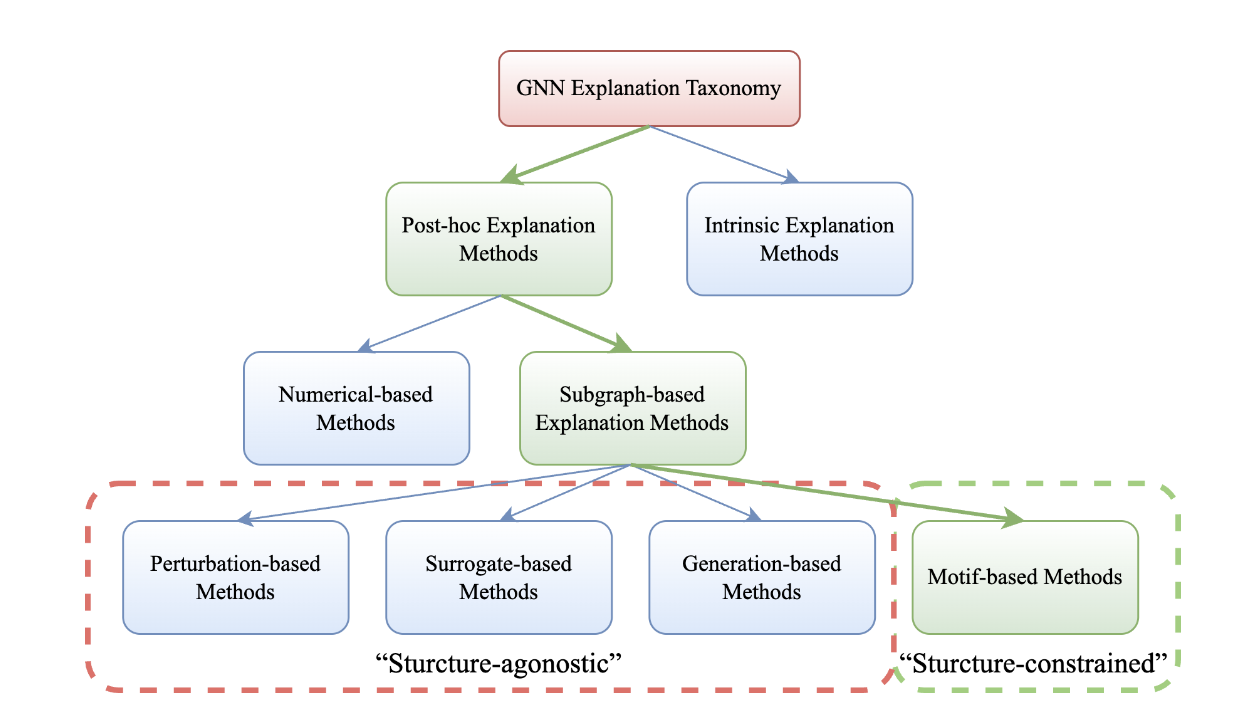 GNN Explanation Taxonomy
Post-hoc Explanation
Methods
Intrinsic Explanation
Methods
Numerical-based
Methods
Subgraph-based
Explanation Methods
Perturbation-based
Methods
Surrogate-based
Methods
Generation-based
Methods
Motif-based Methods
“Sturcture-agonostic”
“Sturcture-constrained”